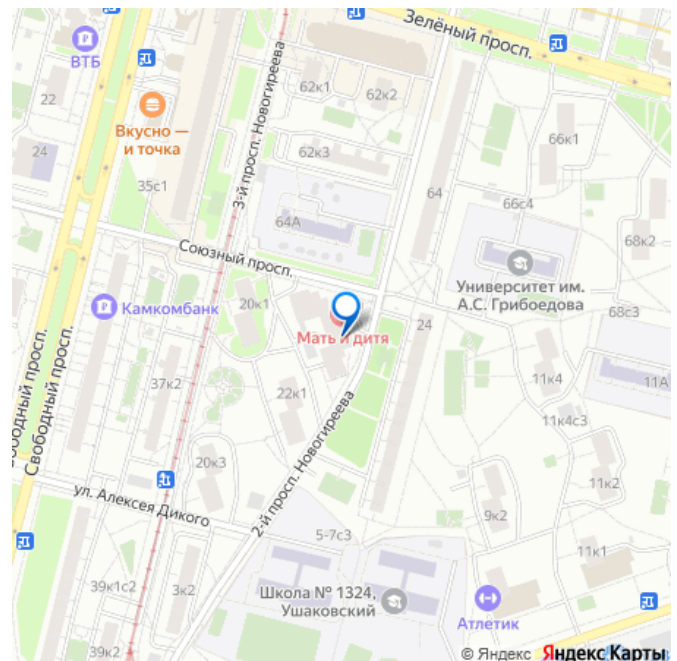 Зелёный просп.
ВТБ
62к1
62к2
22
Вкусно —
и точка
66к1
24
62к3
3-й просп. Новогиреева
35с1
64
66с4
64А
68к2
Союзный просп.
Университет им.
А.С. Грибоедова
20к1
Камкомбанк
68с3
24
Мать и дитя
Свободный просп.
37к2
11к4
11А
22к1
11к4с3
2-й просп. Новогиреева
20к3
11к2
ул. Алексея Дикого
9к2
5-7с3
11к1
39к1с2
3к2
Школа № 1324,
Ушаковский
Атлетик
39к2
© Яндекс Яндекс Карты